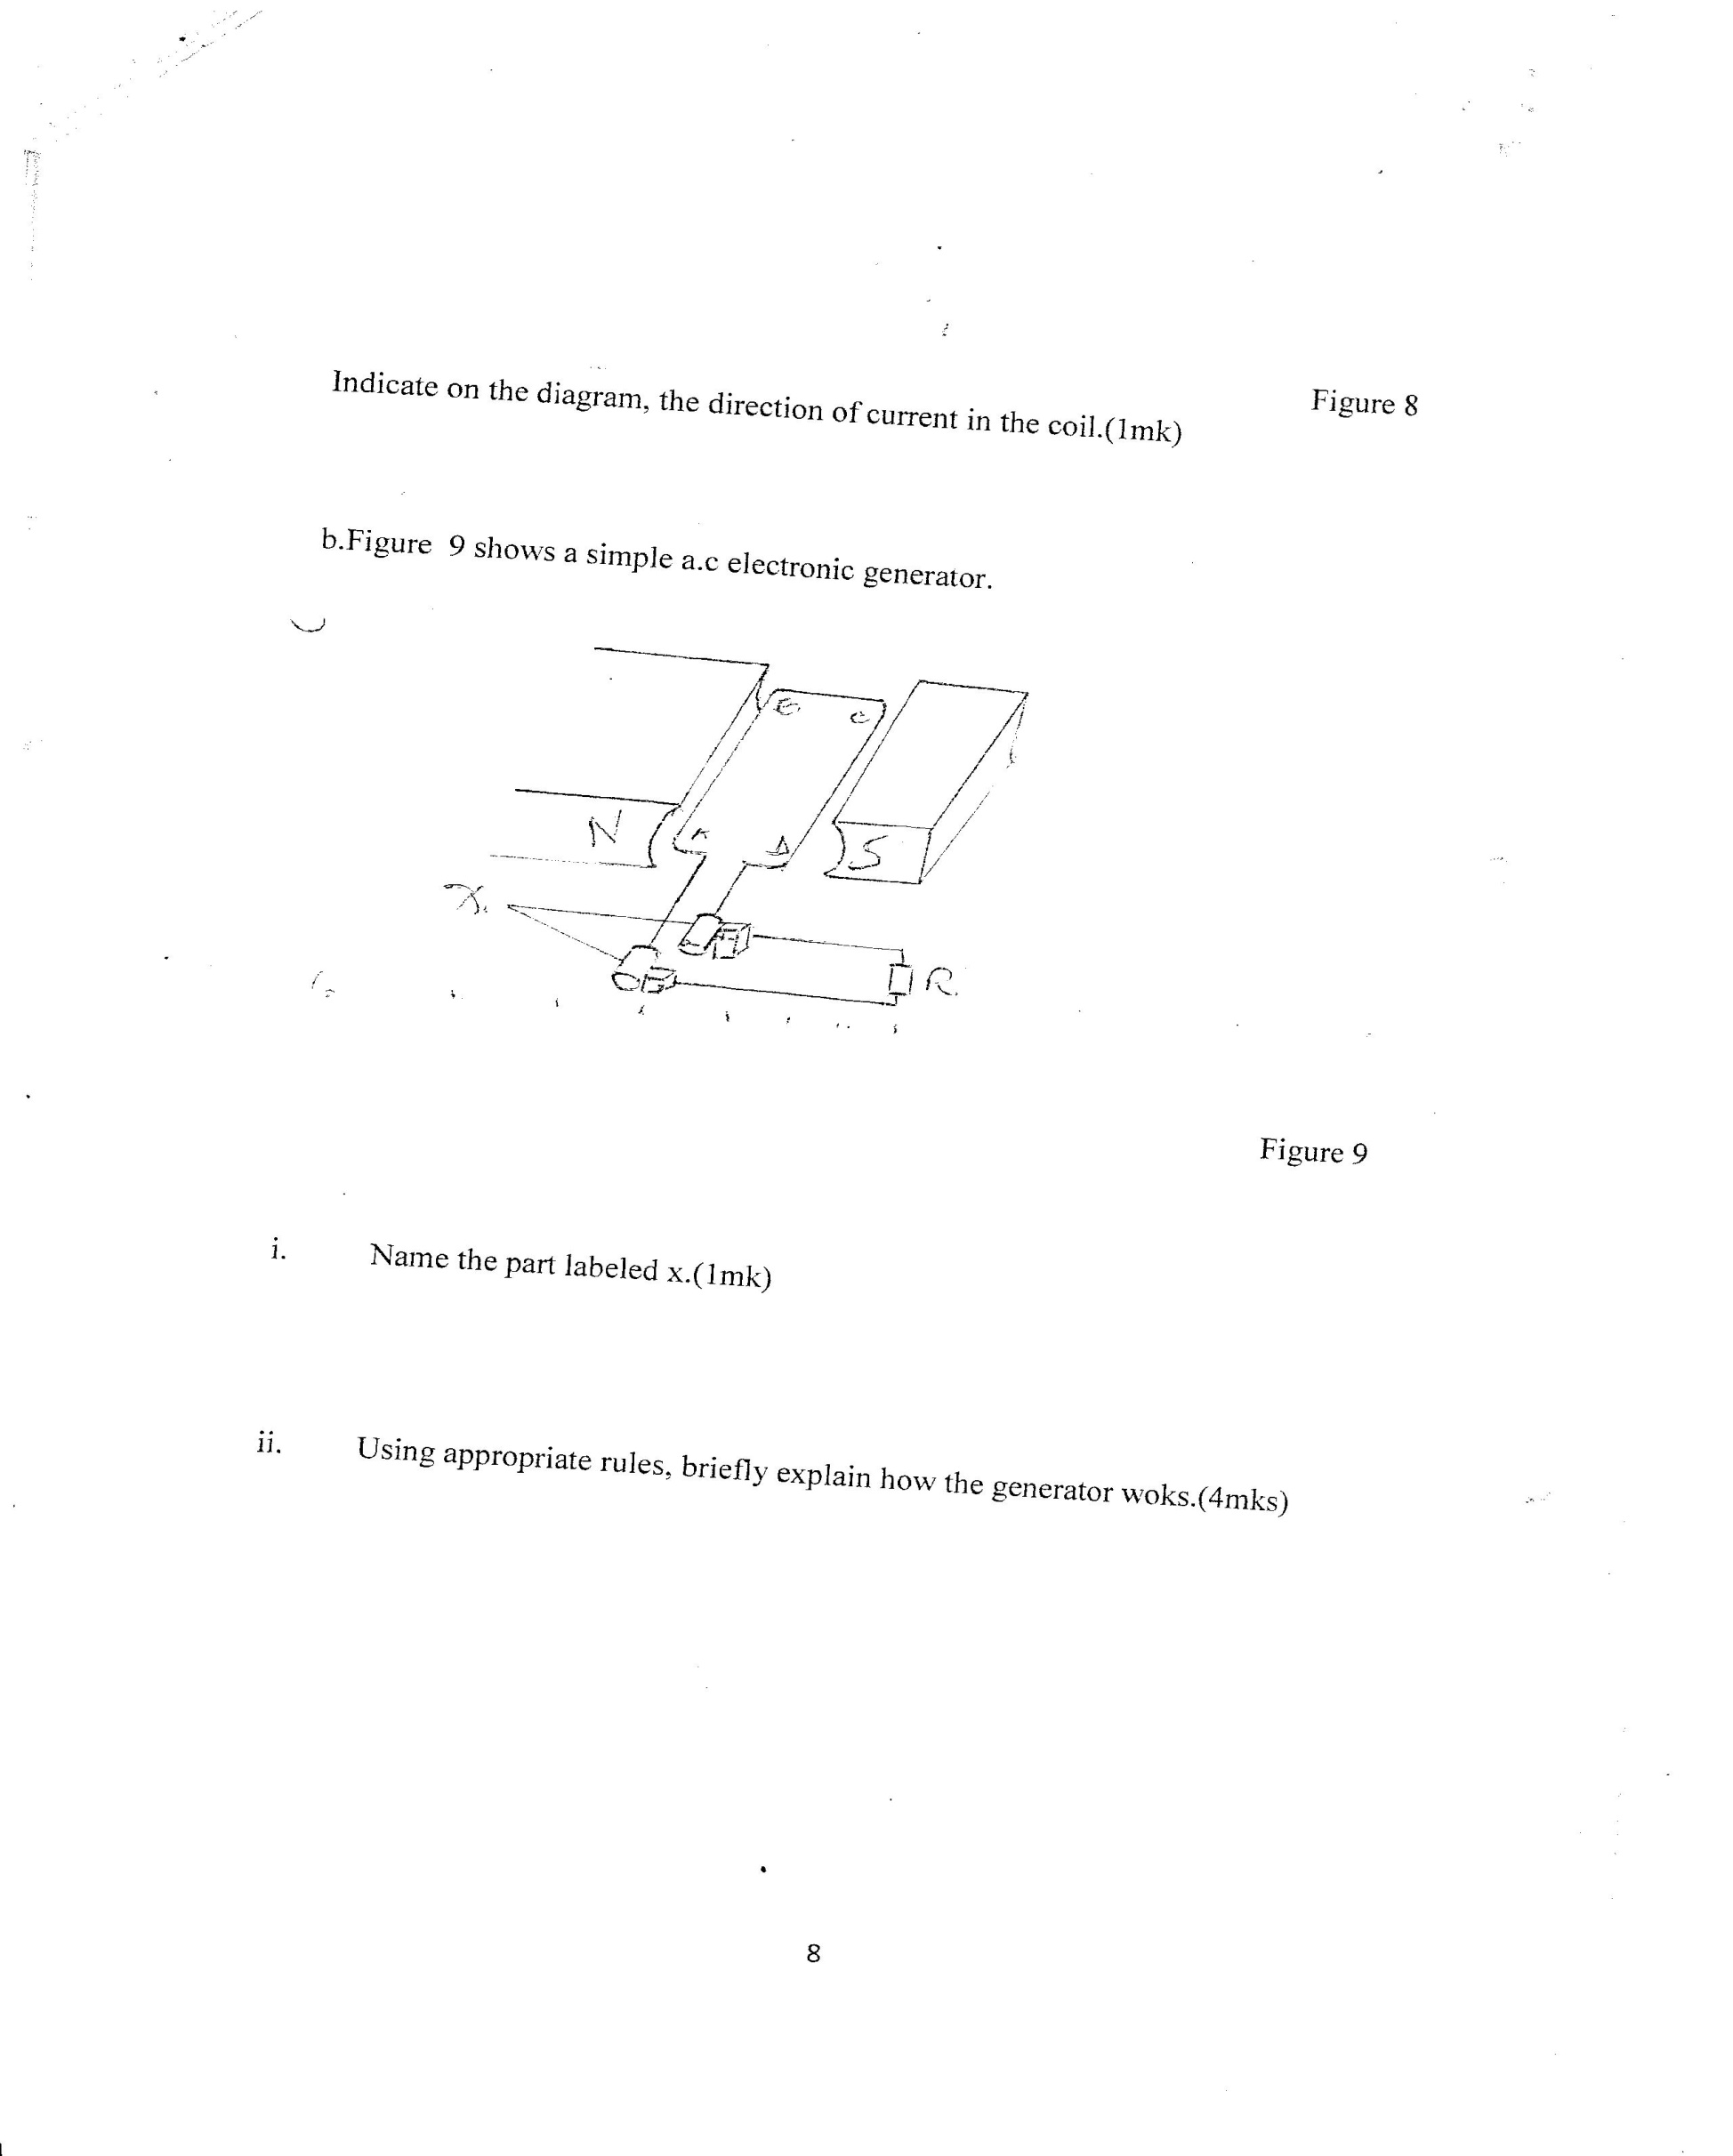 Indicate on the diagram, the direction of current in the coil.(1mk)
Figure 8
b.Figure 9 shows a simple a.c electronic generator.
C
N
S
X.
R.
Figure 9
i. Name the part labeled x.(1mk)
ii. Using appropriate rules, briefly explain how the generator woks.(4mks)
8